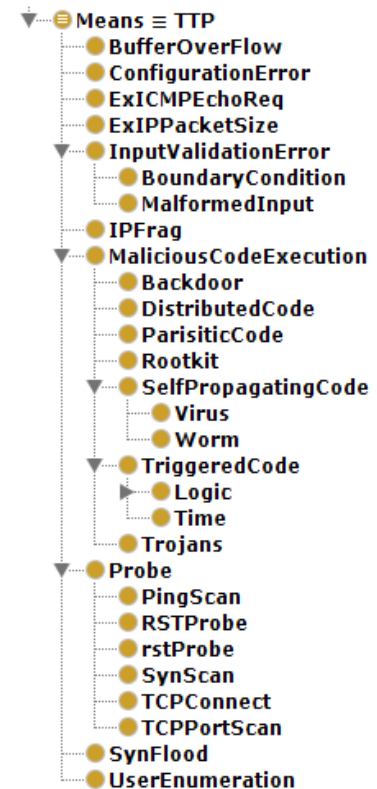 Means ≡ TTP
BufferOverFlow
ConfigurationError
ExICMPEchoReq
ExIPPacketSize
InputValidationError
BoundaryCondition
MalformedInput
IPFrag
MaliciousCodeExecution
Backdoor
DistributedCode
ParisiticCode
Rootkit
SelfPropagatingCode
Virus
Worm
TriggeredCode
Logic
Time
Trojans
Probe
PingScan
RSTProbe
rstProbe
SynScan
TCPConnect
TCPPortScan
SynFlood
UserEnumeration